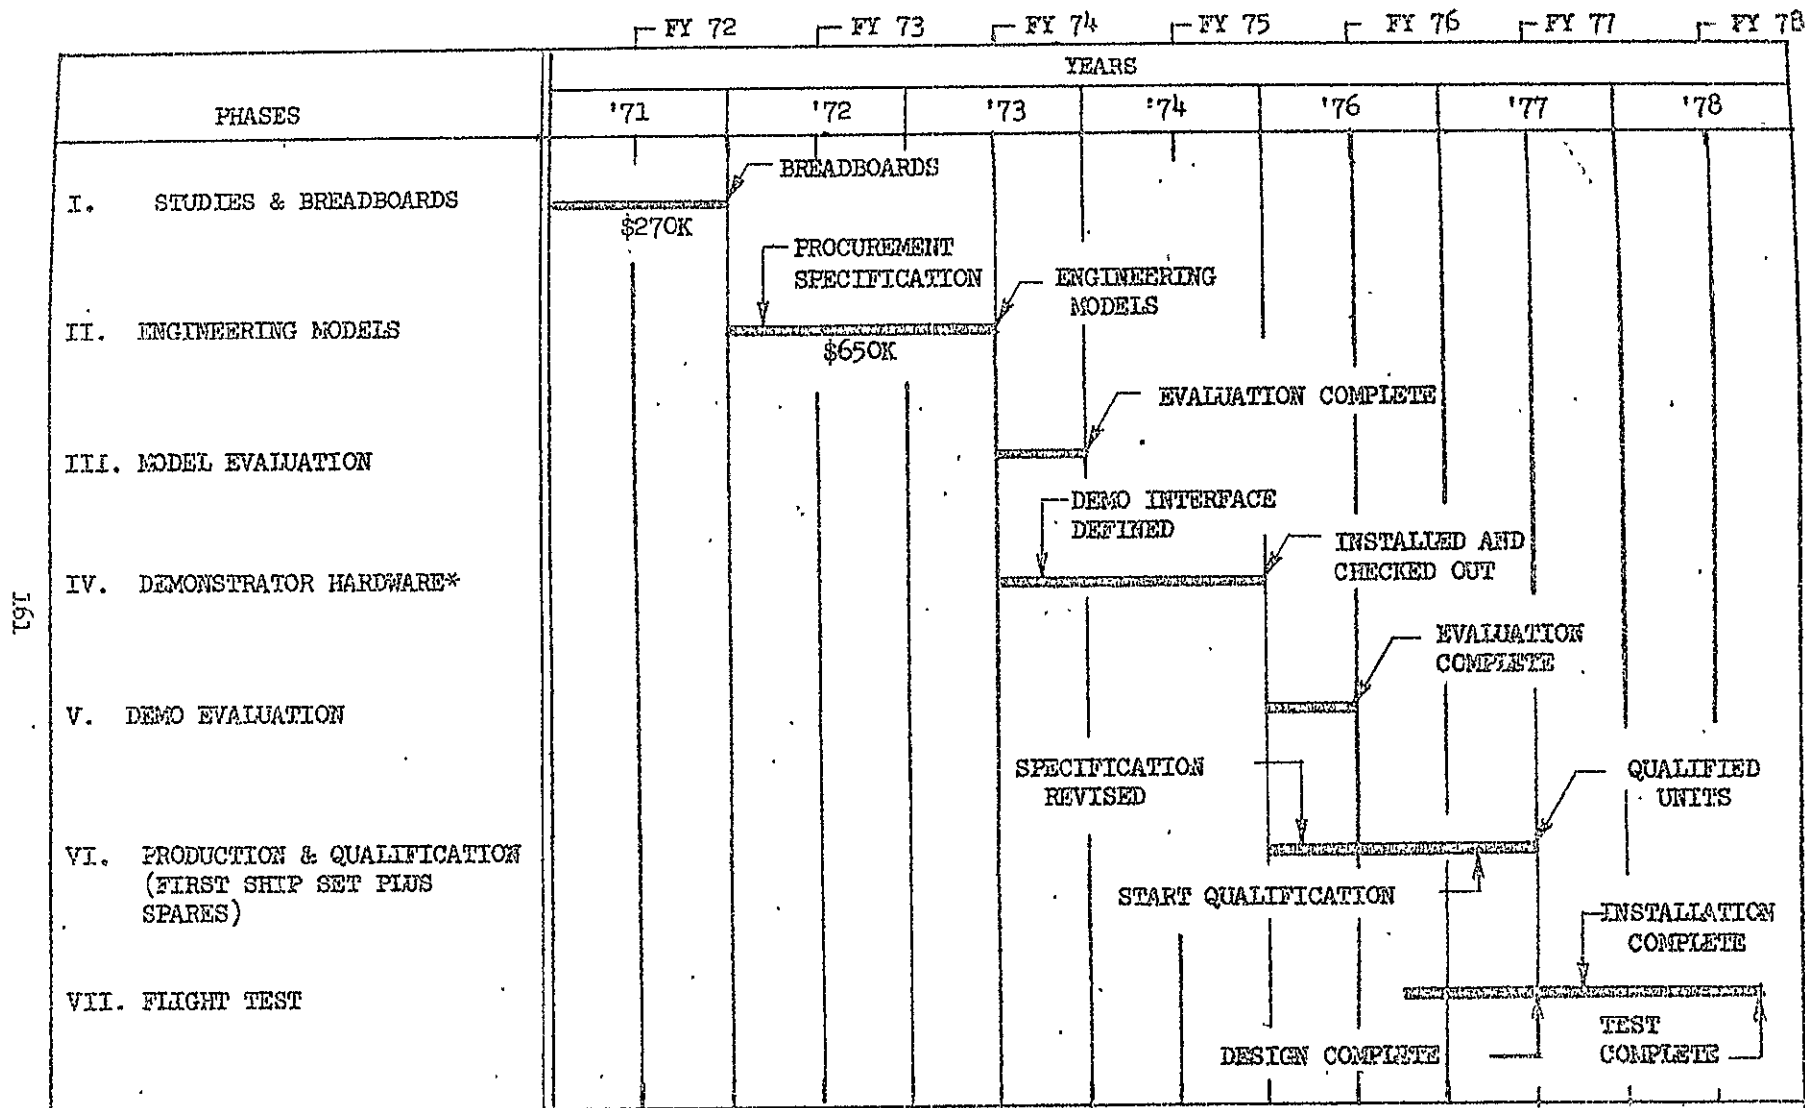 FY 72 FY 73 FY 74 FY 75 FY 76 FY 77 FY 78
YEARS
PHASES '71 '72 '73 '74 '76 '77 '78
BREADBOARDS
I. STUDIES & BREADBOARDS
$270K
PROCUREMENT
SPECIFICATION
ENGINEERING
MODELS
II. ENGINEERING MODELS
$650K
EVALUATION COMPLETE
III. MODEL EVALUATION
DEMO INTERFACE
DEFINED
INSTALLED AND
CHECKED OUT
IV. DEMONSTRATOR HARDWARE*
EVALUATION
COMPLETE
V. DEMO EVALUATION
SPECIFICATION
REVISED
QUALIFIED
UNITS
VI. PRODUCTION & QUALIFICATION
(FIRST SHIP SET PLUS
SPARES)
START QUALIFICATION
INSTALLATION
COMPLETE
VII. FLIGHT TEST
TEST
COMPLETE
DESIGN COMPLETE
161